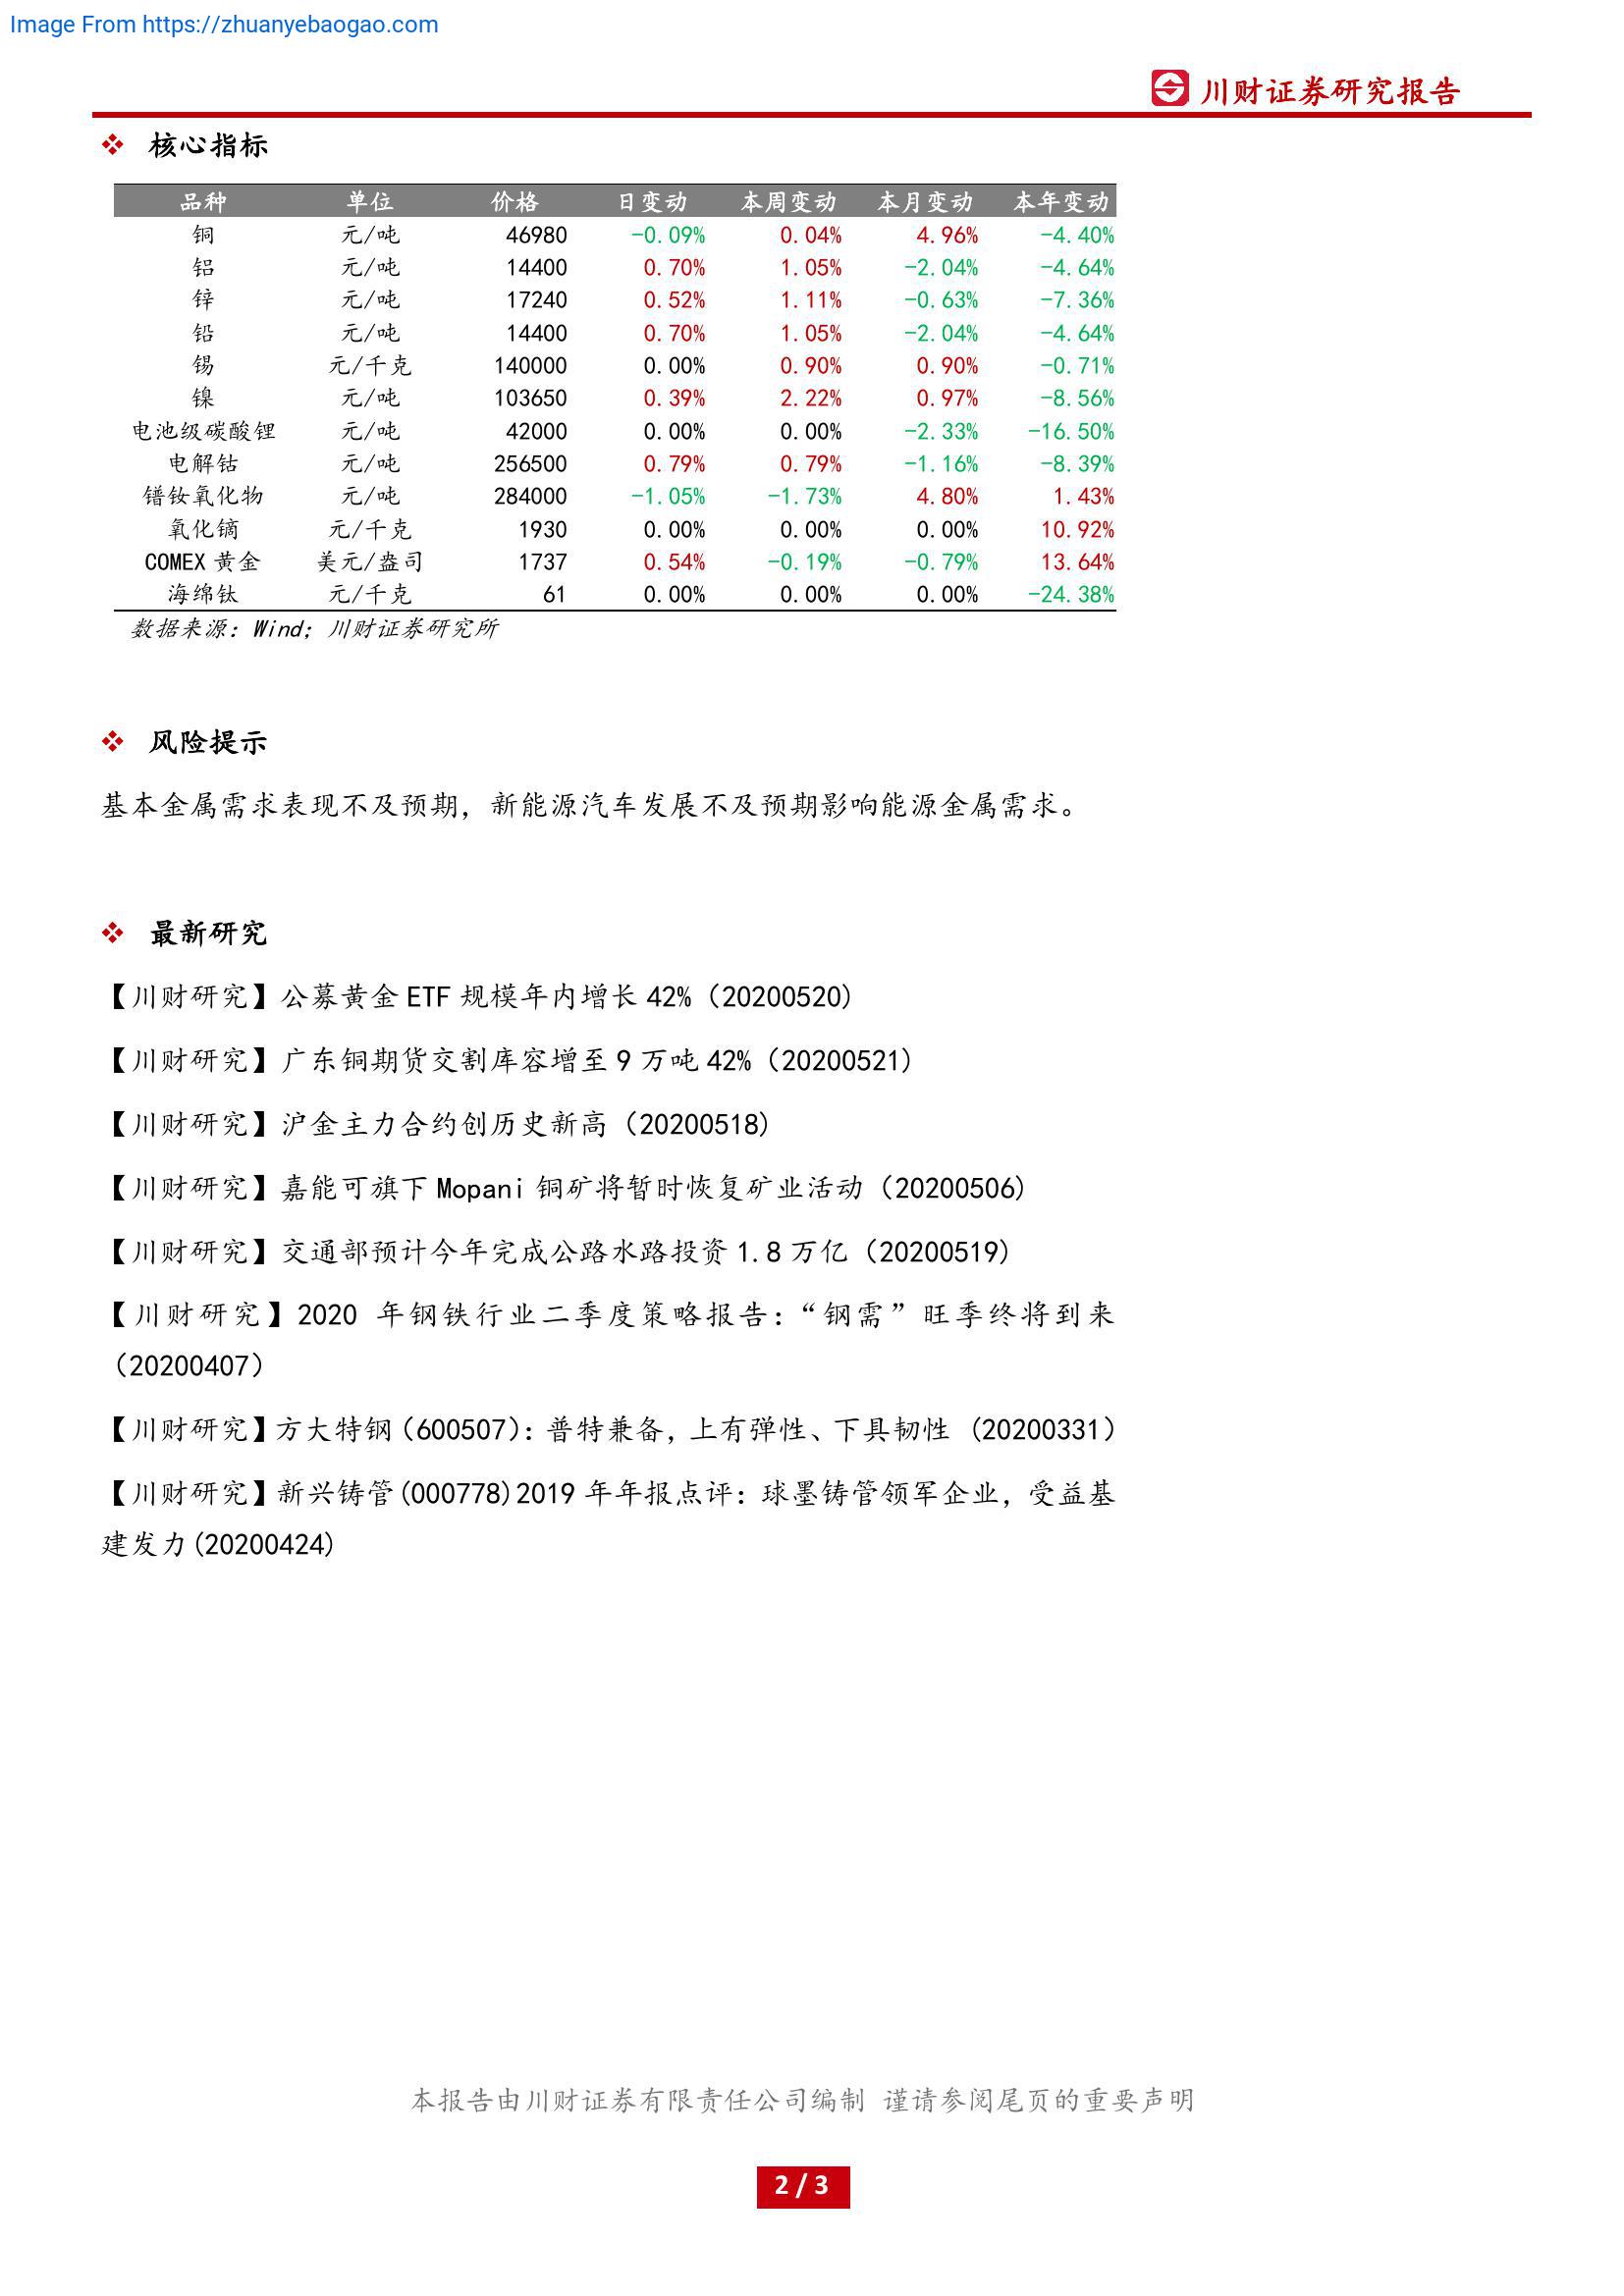 Image From https://zhuanyebaogao.com
川财证券研究报告
核心指标
品种 单位 价格 日变动 本周变动 本月变动 本年变动
铜 元/吨 46980 -0.09% 0.04% 4.96% -4.40%
铝 元/吨 14400 0.70% 1.05% -2.04% -4.64%
锌 元/吨 17240 0.52% 1.11% -0.63% -7.36%
铅 元/吨 14400 0.70% 1.05% -2.04% -4.64%
锡 元/千克 140000 0.00% 0.90% 0.90% -0.71%
镍 元/吨 103650 0.39% 2.22% 0.97% -8.56%
电池级碳酸锂 元/吨 42000 0.00% 0.00% -2.33% -16.50%
电解钴 元/吨 256500 0.79% 0.79% -1.16% -8.39%
镨钕氧化物 元/吨 284000 -1.05% -1.73% 4.80% 1.43%
氧化镝 元/千克 1930 0.00% 0.00% 0.00% 10.92%
COMEX 黄金 美元/盎司 1737 0.54% -0.19% -0.79% 13.64%
海绵钛 元/千克 61 0.00% 0.00% 0.00% -24.38%
数据来源：Wind；川财证券研究所
风险提示
基本金属需求表现不及预期，新能源汽车发展不及预期影响能源金属需求。
最新研究
【川财研究】公募黄金 ETF 规模年内增长 42%（20200520)
【川财研究】广东铜期货交割库容增至 9 万吨 42%（20200521)
【川财研究】沪金主力合约创历史新高（20200518)
【川财研究】嘉能可旗下 Mopani 铜矿将暂时恢复矿业活动（20200506)
【川财研究】交通部预计今年完成公路水路投资 1.8 万亿（20200519)
【川财研究】2020 年钢铁行业二季度策略报告：“钢需”旺季终将到来
（20200407）
【川财研究】方大特钢（600507）：普特兼备，上有弹性、下具韧性 (20200331）
【川财研究】新兴铸管(000778)2019 年年报点评：球墨铸管领军企业，受益基
建发力(20200424)
本报告由川财证券有限责任公司编制 谨请参阅尾页的重要声明
2 / 3